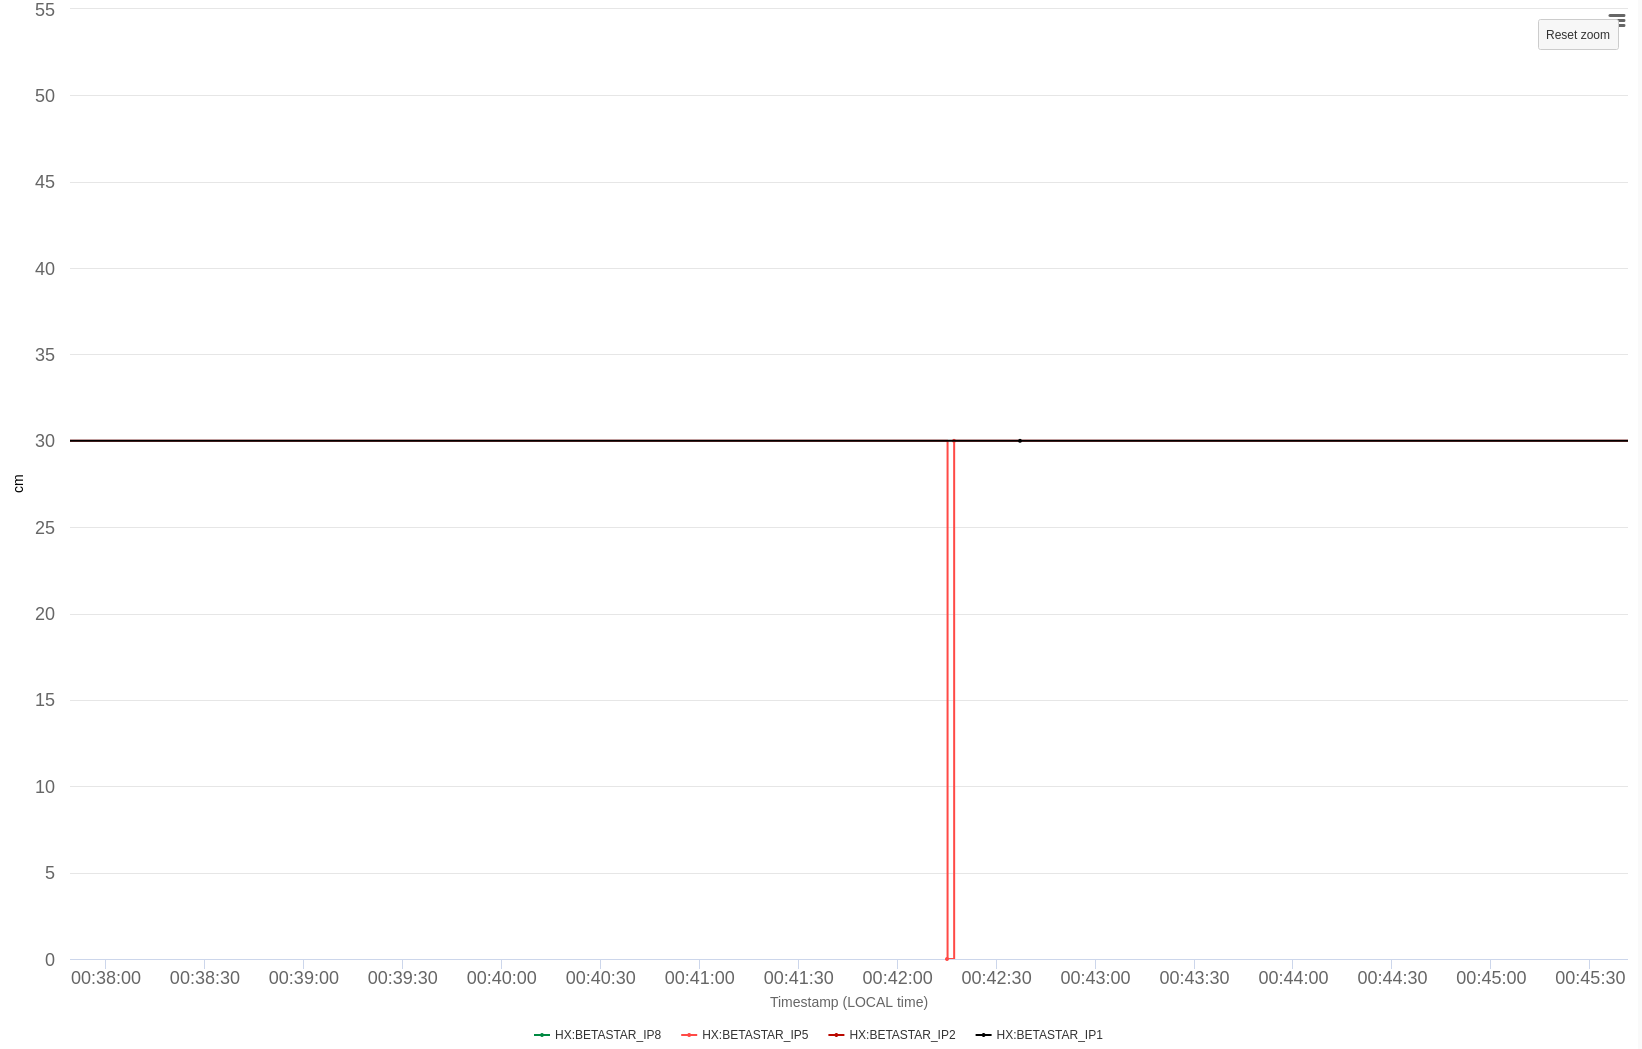 55
Reset zoom
50
45
40
35
30
cm
25
20
15
10
5
0
00:38:00 00:38:30 00:39:00 00:39:30 00:40:00 00:40:30 00:41:00 00:41:30 00:42:00 00:42:30 00:43:00 00:43:30 00:44:00 00:44:30 00:45:00 00:45:30
Timestamp (LOCAL time)
HX:BETASTAR_IP8 HX:BETASTAR_IP5 HX:BETASTAR_IP2 HX:BETASTAR_IP1